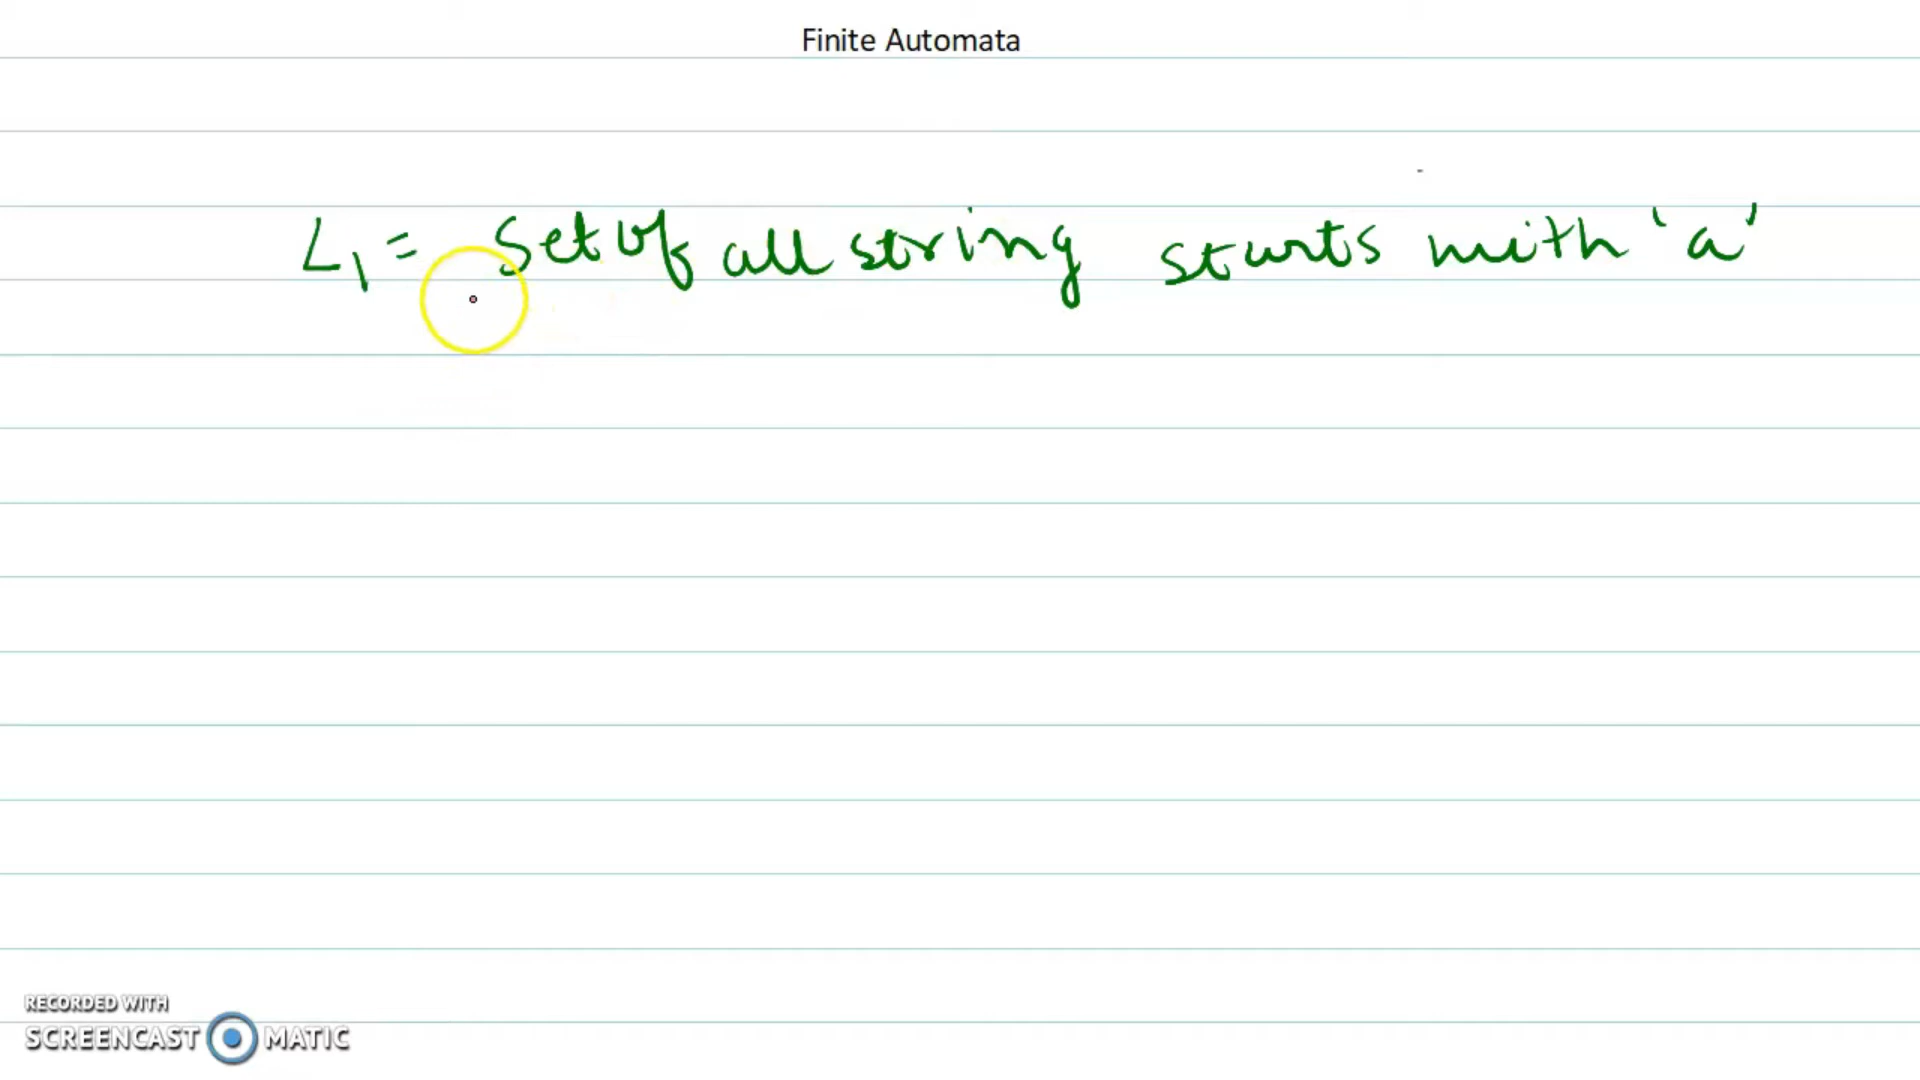 Finite Automata
L1 = Set of all string starts with 'a'
RECORDED WITH
SCREENCAST MATIC